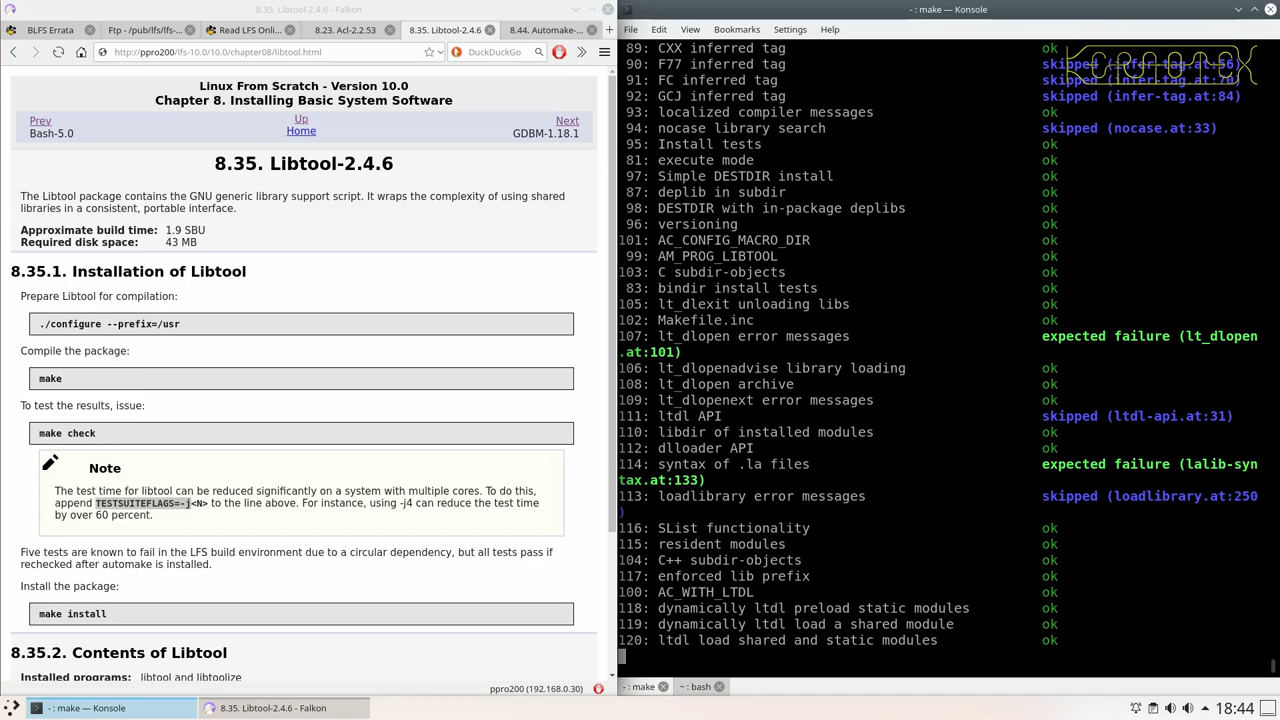 8.35. Libtool-2.4.6 - Falkon
BLFS Errata
Ftp - /pub/lfs/lfs-...
Read LFS Onli...
8.23. Acl-2.2.53
8.35. Libtool-2.4.6
8.44. Automake-...
http://ppro200/lfs-10.0/10.0/chapter08/libtool.html
DuckDuckGo
Linux From Scratch - Version 10.0
Chapter 8. Installing Basic System Software
Prev
Up
Next
Bash-5.0
Home
GDBM-1.18.1
8.35. Libtool-2.4.6
The Libtool package contains the GNU generic library support script. It wraps the complexity of using shared
libraries in a consistent, portable interface.
Approximate build time: 1.9 SBU
Required disk space: 43 MB
8.35.1. Installation of Libtool
Prepare Libtool for compilation:
./configure --prefix=/usr
Compile the package:
make
To test the results, issue:
make check
Note
The test time for libtool can be reduced significantly on a system with multiple cores. To do this,
append TESTSUITEFLAGS=-j<N> to the line above. For instance, using -j4 can reduce the test time
by over 60 percent.
Five tests are known to fail in the LFS build environment due to a circular dependency, but all tests pass if
rechecked after automake is installed.
Install the package:
make install
8.35.2. Contents of Libtool
Installed programs: libtool and libtoolize
ppro200 (192.168.0.30)
- : make — Konsole
File Edit View Bookmarks Settings Help
89: CXX inferred tag ok
90: F77 inferred tag skipped (infer-tag.at:56)
91: FC inferred tag skipped (infer-tag.at:70)
92: GCJ inferred tag skipped (infer-tag.at:84)
93: localized compiler messages ok
94: nocase library search skipped (nocase.at:33)
95: Install tests ok
81: execute mode ok
97: Simple DESTDIR install ok
87: deplib in subdir ok
98: DESTDIR with in-package deplibs ok
96: versioning ok
101: AC_CONFIG_MACRO_DIR ok
99: AM_PROG_LIBTOOL ok
103: C subdir-objects ok
83: bindir install tests ok
105: lt_dlexit unloading libs ok
102: Makefile.inc ok
107: lt_dlopen error messages expected failure (lt_dlopen
.at:101)
106: lt_dlopenadvise library loading ok
108: lt_dlopen archive ok
109: lt_dlopenext error messages ok
111: ltdl API skipped (ltdl-api.at:31)
110: libdir of installed modules ok
112: dlloader API ok
114: syntax of .la files expected failure (lalib-syn
tax.at:133)
113: loadlibrary error messages skipped (loadlibrary.at:250
)
116: SList functionality ok
115: resident modules ok
104: C++ subdir-objects ok
117: enforced lib prefix ok
100: AC_WITH_LTDL ok
118: dynamically ltdl preload static modules ok
119: dynamically ltdl load a shared module ok
120: ltdl load shared and static modules ok
- : make
~ : bash
- : make — Konsole
8.35. Libtool-2.4.6 - Falkon
18:44